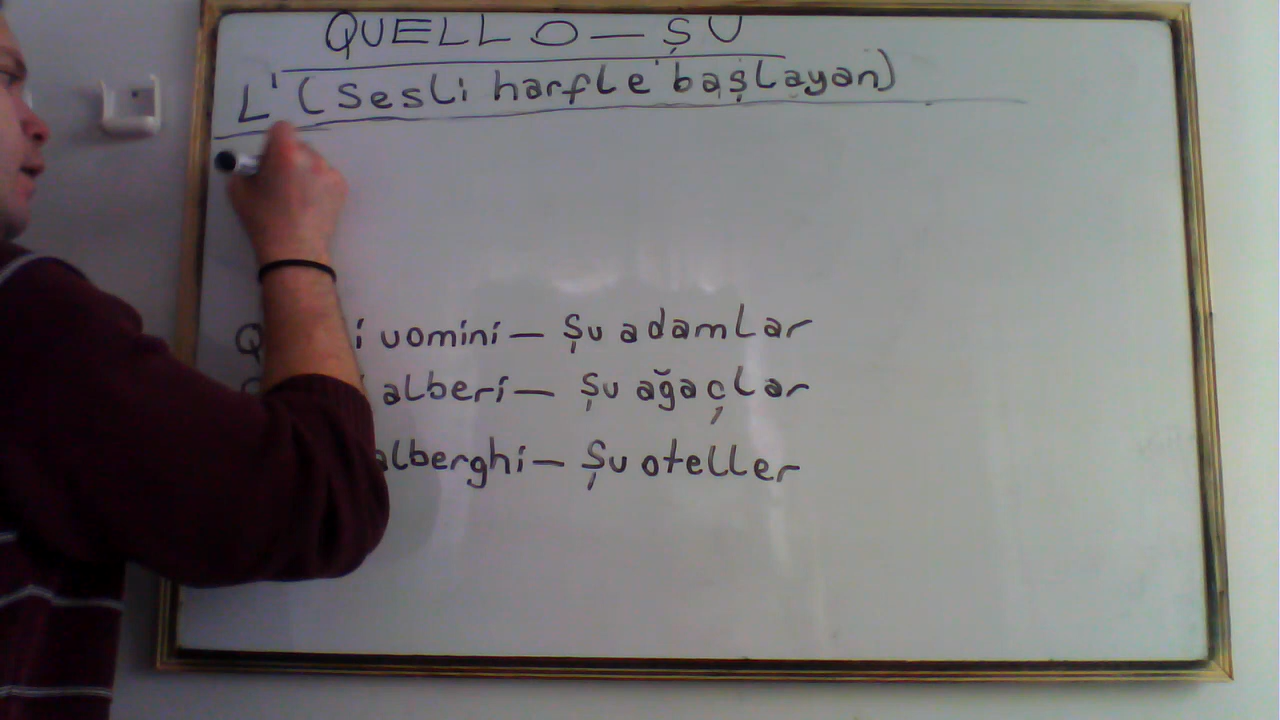 QUELLO — ŞU
L' (Sesli harfle başlayan)
uomini — Şu adamlar
alberi — Şu ağaçlar
alberghi — Şu oteller